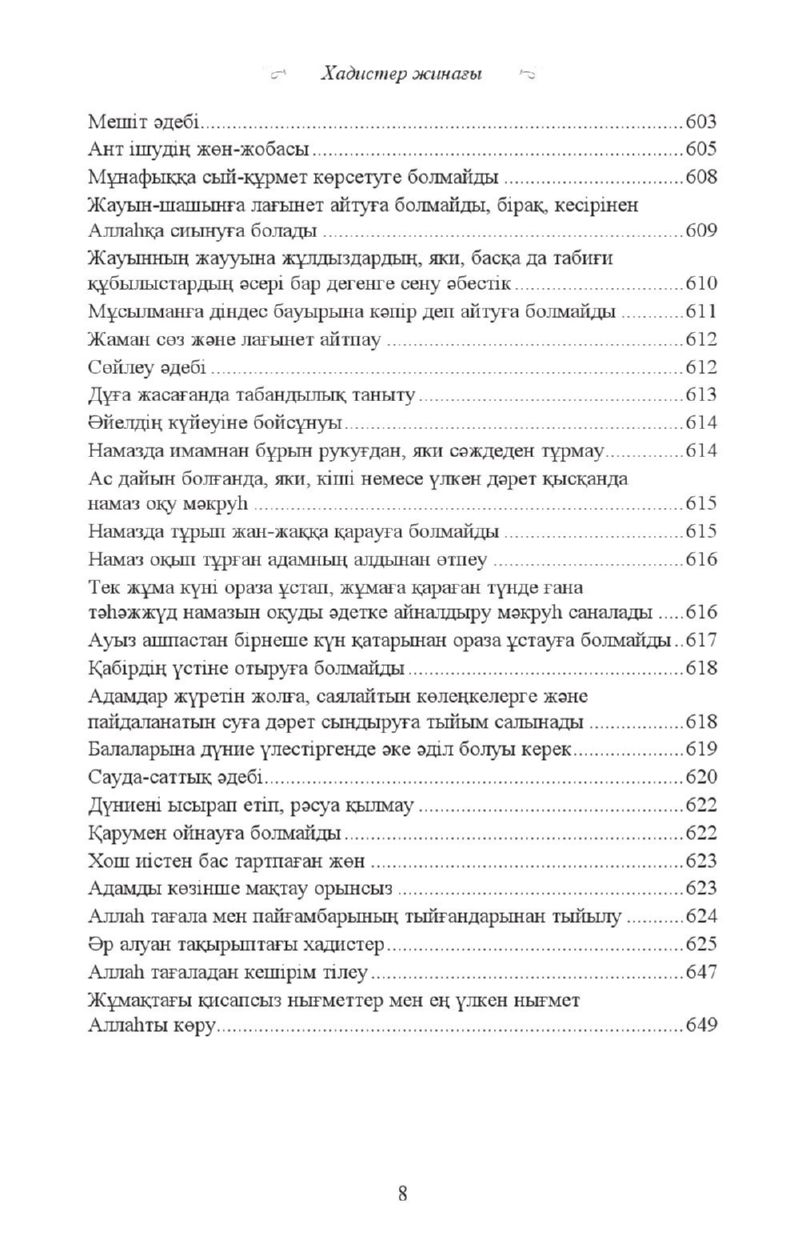 Хадистер жинағы
Мешіт әдебі..........603
Ант ішудің жөн-жобасы..........605
Мұнафыққа сый-құрмет көрсетуге болмайды..........608
Жауын-шашынға лағынет айтуға болмайды, бірақ, кесірінен
Аллаһқа сиынуға болады..........609
Жауынның жаууына жұлдыздардың, яки, басқа да табиғи
құбылыстардың әсері бар дегенге сену әбестік..........610
Мұсылманға діндес бауырына кәпір деп айтуға болмайды..........611
Жаман сөз және лағынет айтпау..........612
Сөйлеу әдебі..........612
Дұға жасағанда табандылық таныту..........613
Әйелдің күйеуіне бойсұнуы..........614
Намазда имамнан бұрын рукуғдан, яки сәждеден тұрмау..........614
Ас дайын болғанда, яки, кіші немесе үлкен дәрет қысқанда
намаз оқу мәкруһ..........615
Намазда тұрып жан-жаққа қарауға болмайды..........615
Намаз оқып тұрған адамның алдынан өтпеу..........616
Тек жұма күні ораза ұстап, жұмаға қараған түнде ғана
тәһәжжүд намазын оқуды әдетке айналдыру мәкруһ саналады.....616
Ауыз ашпастан бірнеше күн қатарынан ораза ұстауға болмайды..617
Қабірдің үстіне отыруға болмайды..........618
Адамдар жүретін жолға, саялайтын көлеңкелерге және
пайдаланатын суға дәрет сындыруға тыйым салынады..........618
Балаларына дүние үлестіргенде әке әділ болуы керек..........619
Сауда-саттық әдебі..........620
Дүниені ысырап етіп, рәсуа қылмау..........622
Қарумен ойнауға болмайды..........622
Хош иістен бас тартпаған жөн..........623
Адамды көзінше мақтау орынсыз..........623
Аллаһ тағала мен пайғамбарының тыйғандарынан тыйылу..........624
Әр алуан тақырыптағы хадистер..........625
Аллаһ тағаладан кешірім тілеу..........647
Жұмақтағы қисапсыз нығметтер мен ең үлкен нығмет
Аллаһты көру..........649
8